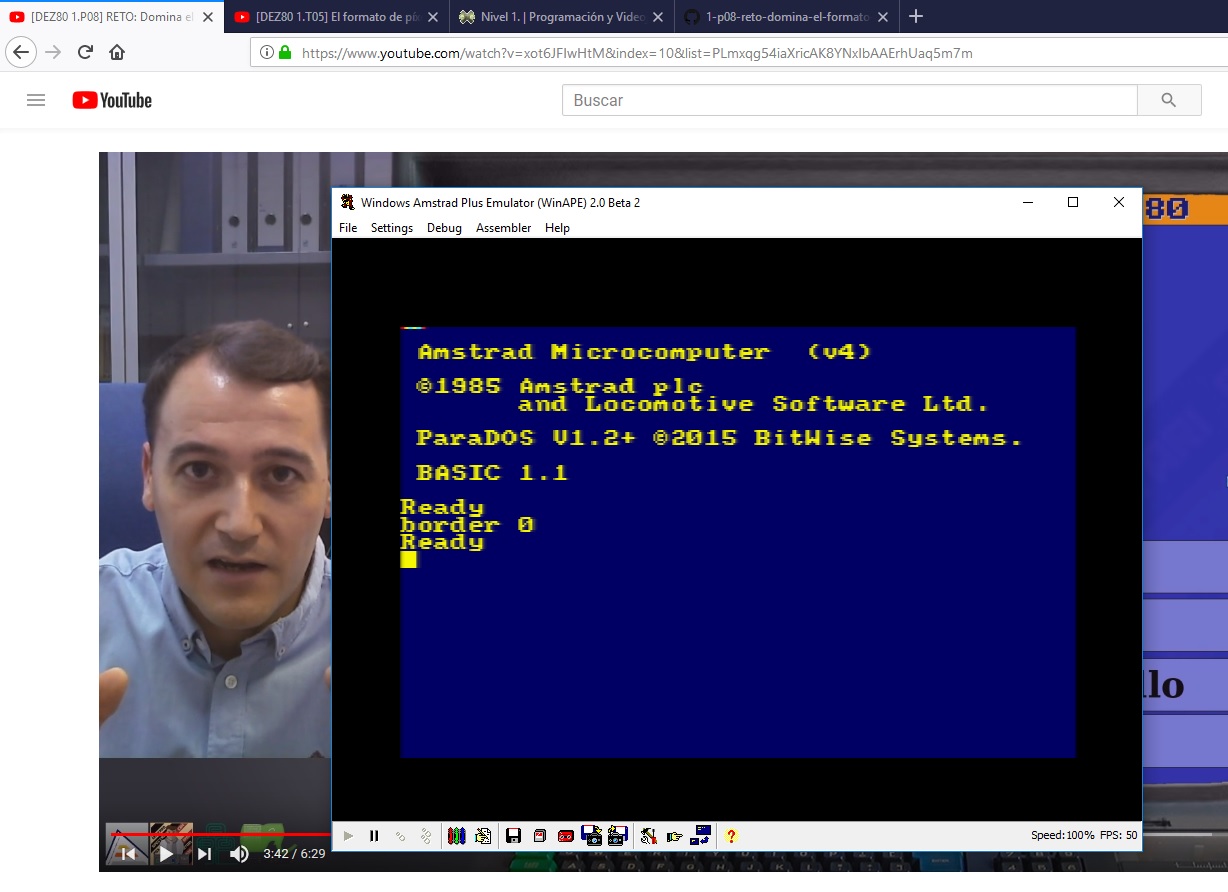 [DEZ80 1.P08] RETO: Domina el
[DEZ80 1.T05] El formato de píx
Nivel 1. | Programación y Video
1-p08-reto-domina-el-formato
https://www.youtube.com/watch?v=xot6JFIwHtM&index=10&list=PLmxqg54iaXricAK8YNxIbAAErhUaq5m7m
YouTube
Buscar
Windows Amstrad Plus Emulator (WinAPE) 2.0 Beta 2
File Settings Debug Assembler Help
80
Amstrad Microcomputer (v4)
©1985 Amstrad plc
and Locomotive Software Ltd.
ParaDOS V1.2+ ©2015 BitWise Systems.
BASIC 1.1
Ready
border 0
Ready
llo
Speed:100% FPS: 50
3:42 / 6:29